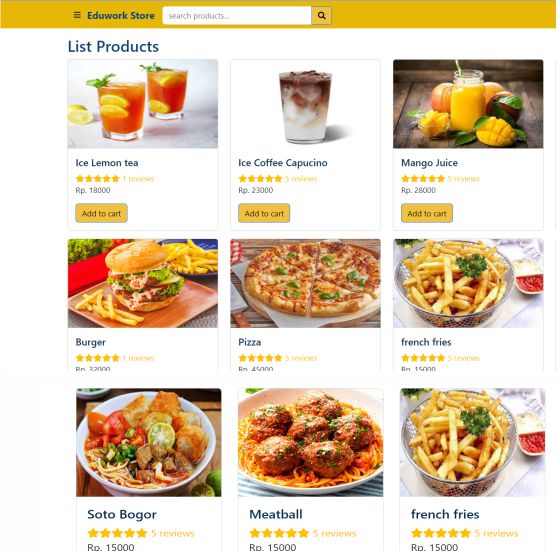 Eduwork Store
search products...
List Products
Ice Lemon tea
1 reviews
Rp. 18000
Add to cart
Ice Coffee Capucino
5 reviews
Rp. 23000
Add to cart
Mango Juice
5 reviews
Rp. 28000
Add to cart
Burger
1 reviews
Rp. 32000
Pizza
5 reviews
Rp. 45000
french fries
5 reviews
Rp. 15000
Soto Bogor
5 reviews
Rp. 15000
Meatball
5 reviews
Rp. 15000
french fries
5 reviews
Rp. 15000